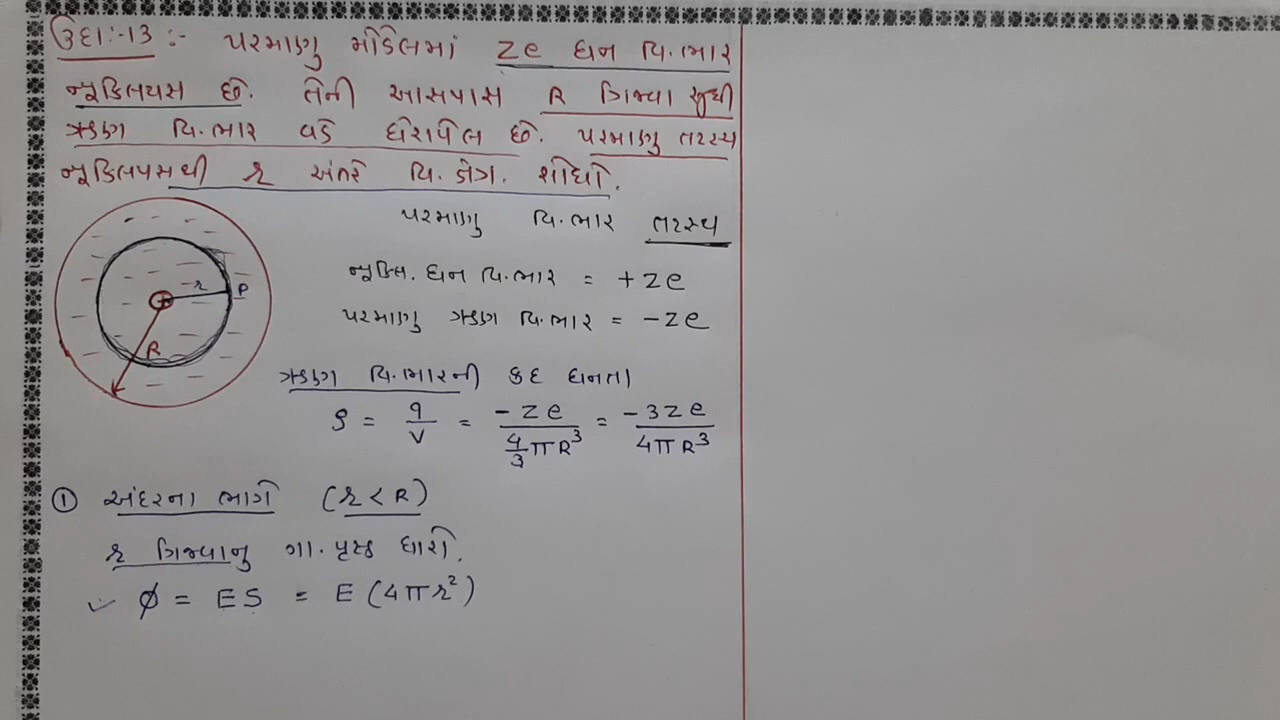 ઉદા:-13 :- પરમાણુ મોડેલમાં ze ધન વિ.ભાર
ન્યૂક્લિયસ છે. તેની આસપાસ R ત્રિજ્યા સુધી
ઋણ વિ.ભાર વડે ઘેરાયેલ છે. પરમાણુ તટસ્થ
ન્યૂક્લિયસથી r અંતરે વિ.ક્ષેત્ર. શોધો.
પરમાણુ વિ.ભાર તટસ્થ
r P
R
ન્યૂક્લિ. ધન વિ.ભાર = +ze
પરમાણુ ઋણ વિ.ભાર = -ze
ઋણ વિ.ભારની કદ ઘનતા
ρ = q/V = -ze/(4/3 πR³) = -3ze/(4πR³)
① અંદરના ભાગે (r < R)
r ત્રિજ્યાનુ ગા. પૃષ્ઠ ધારો.
✓ φ = ES = E (4πr²)